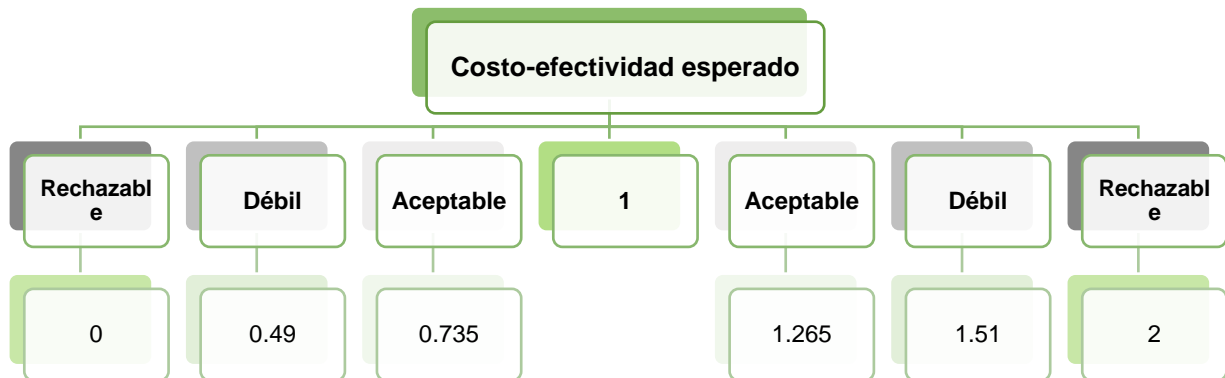 Costo-efectividad esperado
Rechazabl
e
Débil
Aceptable
1
Aceptable
Débil
Rechazabl
e
0
0.49
0.735
1.265
1.51
2